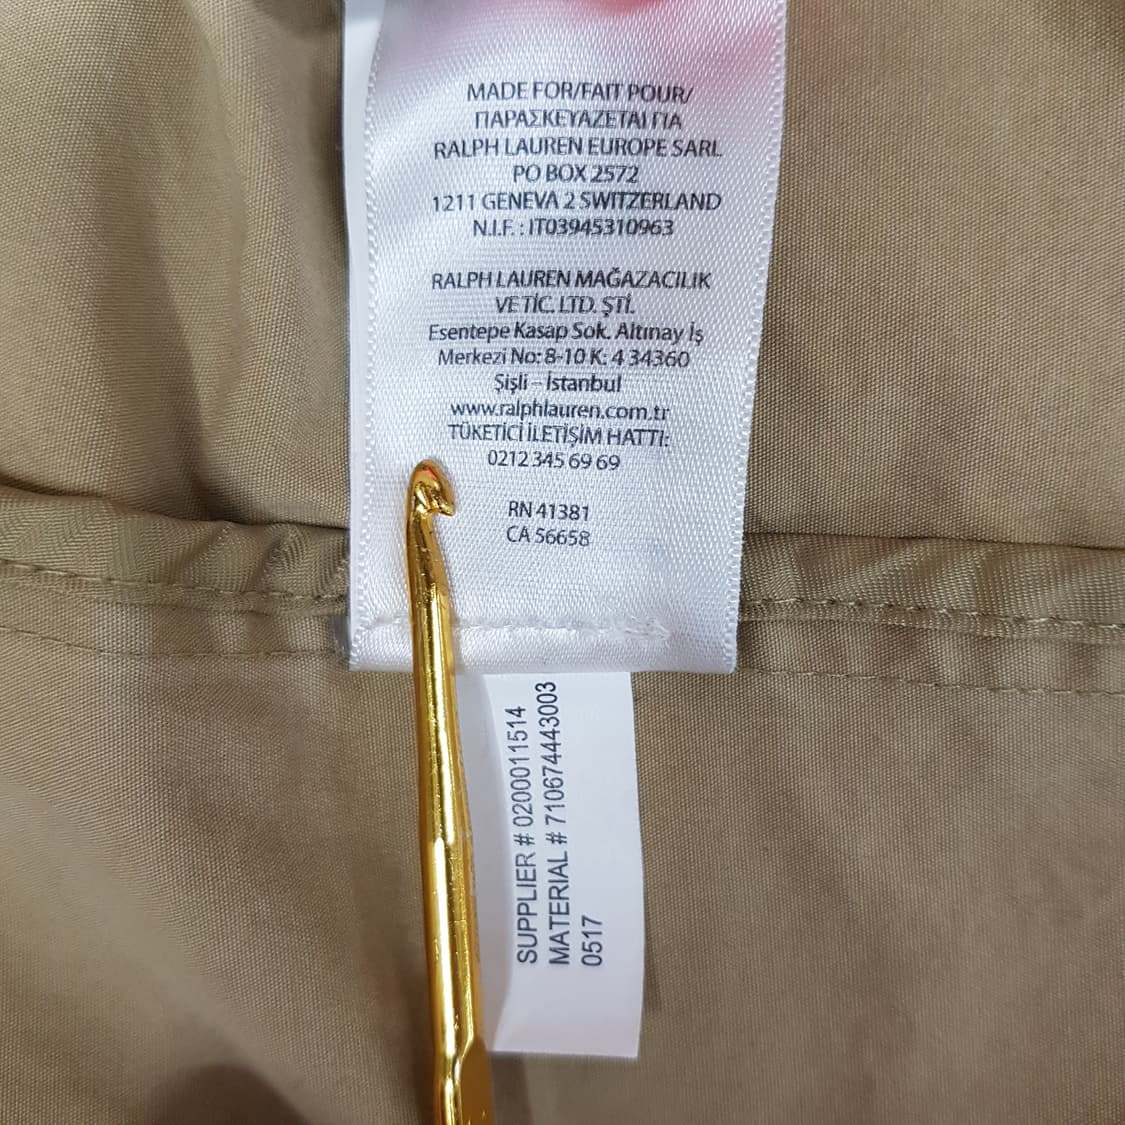 MADE FOR/FAIT POUR/
ΠΑΡΑΣΚΕΥΑΖΕΤΑΙ ΓΙΑ
RALPH LAUREN EUROPE SARL
PO BOX 2572
1211 GENEVA 2 SWITZERLAND
N.I.F. : IT03945310963
RALPH LAUREN MAĞAZACILIK
VE TİC. LTD. ŞTİ.
Esentepe Kasap Sok. Altınay İş
Merkezi No: 8-10 K: 4 34360
Şişli – İstanbul
www.ralphlauren.com.tr
TÜKETİCİ İLETİŞİM HATTI:
0212 345 69 69
RN 41381
CA 56658
SUPPLIER # 0200011514
MATERIAL # 710674443003
0517